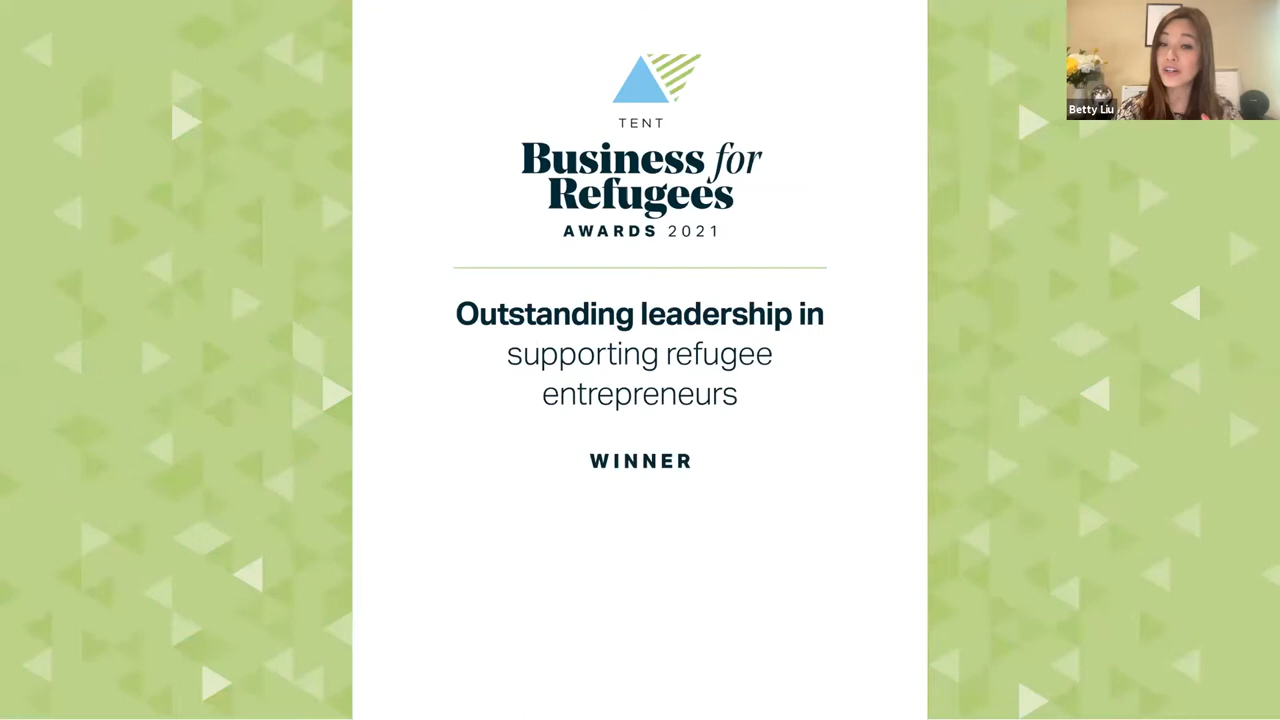 TENT
Business for
Refugees
AWARDS 2021
Outstanding leadership in
supporting refugee
entrepreneurs
WINNER
Betty Liu